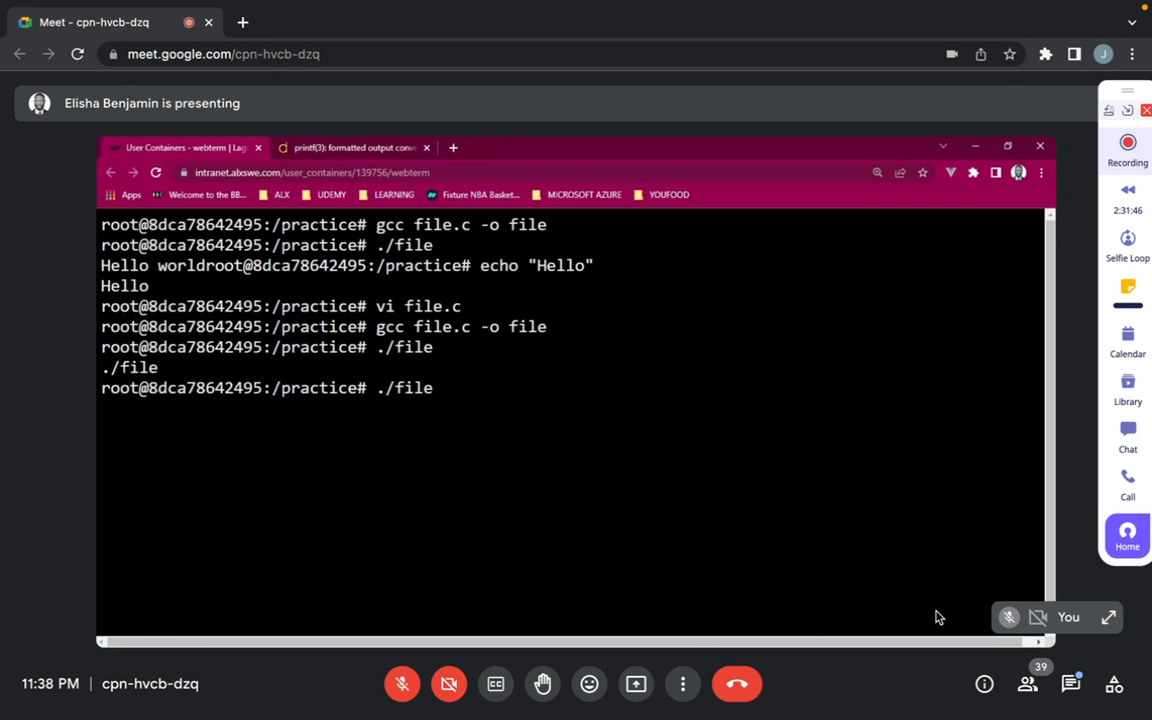 Meet - cpn-hvcb-dzq
meet.google.com/cpn-hvcb-dzq
J
Elisha Benjamin is presenting
User Containers - webterm | Lag
printf(3): formatted output conv
intranet.alxswe.com/user_containers/139756/webterm
Apps
Welcome to the BB...
ALX
UDEMY
LEARNING
Fixture NBA Basket...
MICROSOFT AZURE
YOUFOOD
root@8dca78642495:/practice# gcc file.c -o file
root@8dca78642495:/practice# ./file
Hello worldroot@8dca78642495:/practice# echo "Hello"
Hello
root@8dca78642495:/practice# vi file.c
root@8dca78642495:/practice# gcc file.c -o file
root@8dca78642495:/practice# ./file
./file
root@8dca78642495:/practice# ./file
Recording
2:31:46
Selfie Loop
Calendar
Library
Chat
Call
Home
You
11:38 PM | cpn-hvcb-dzq
39